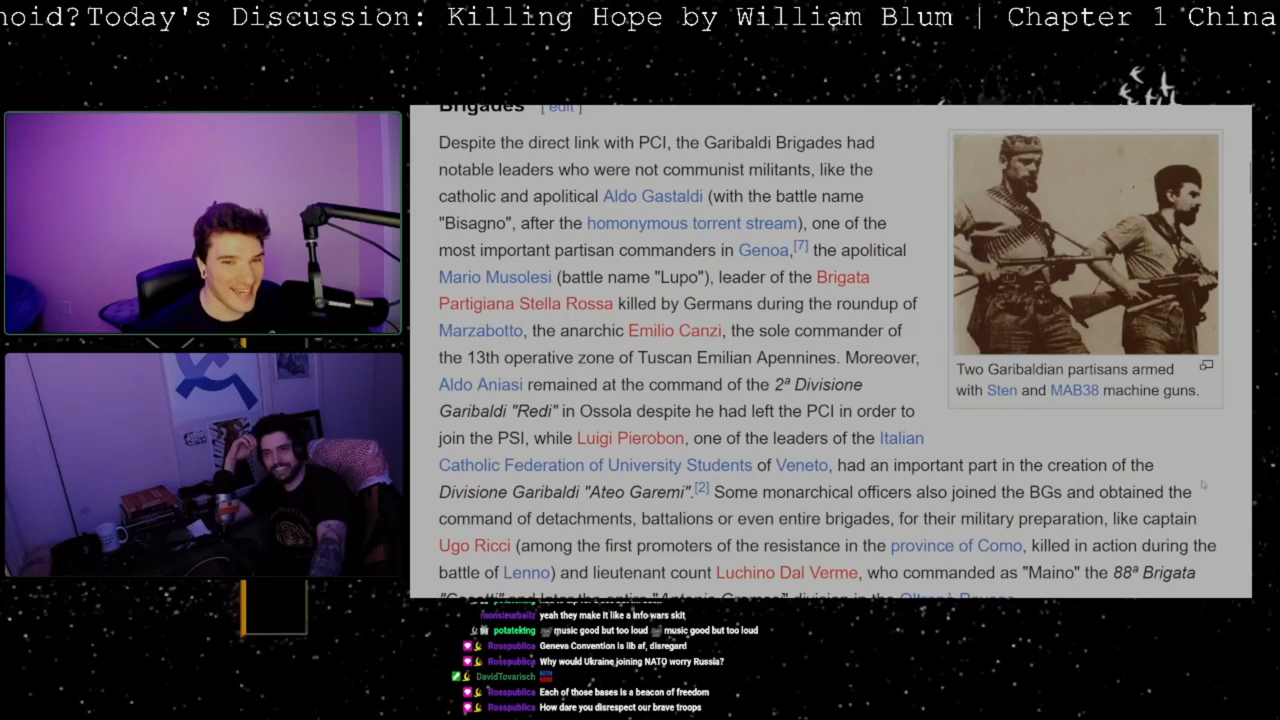 noid? Today's Discussion: Killing Hope by William Blum | Chapter 1 China
Brigades [ edit ]
Despite the direct link with PCI, the Garibaldi Brigades had
notable leaders who were not communist militants, like the
catholic and apolitical Aldo Gastaldi (with the battle name
"Bisagno", after the homonymous torrent stream), one of the
most important partisan commanders in Genoa,[7] the apolitical
Mario Musolesi (battle name "Lupo"), leader of the Brigata
Partigiana Stella Rossa killed by Germans during the roundup of
Marzabotto, the anarchic Emilio Canzi, the sole commander of
the 13th operative zone of Tuscan Emilian Apennines. Moreover,
Aldo Aniasi remained at the command of the 2ª Divisione
Garibaldi "Redi" in Ossola despite he had left the PCI in order to
join the PSI, while Luigi Pierobon, one of the leaders of the Italian
Catholic Federation of University Students of Veneto, had an important part in the creation of the
Divisione Garibaldi "Ateo Garemi".[2] Some monarchical officers also joined the BGs and obtained the
command of detachments, battalions or even entire brigades, for their military preparation, like captain
Ugo Ricci (among the first promoters of the resistance in the province of Como, killed in action during the
battle of Lenno) and lieutenant count Luchino Dal Verme, who commanded as "Maino" the 88ª Brigata
Two Garibaldian partisans armed
with Sten and MAB38 machine guns.
monsieurbaitz yeah they make it like a info wars skit
potateking music good but too loud music good but too loud
Rosspublica Geneva Convention is lib af, disregard
Rosspublica Why would Ukraine joining NATO worry Russia?
DavidTovarisch
Rosspublica Each of those bases is a beacon of freedom
Rosspublica How dare you disrespect our brave troops